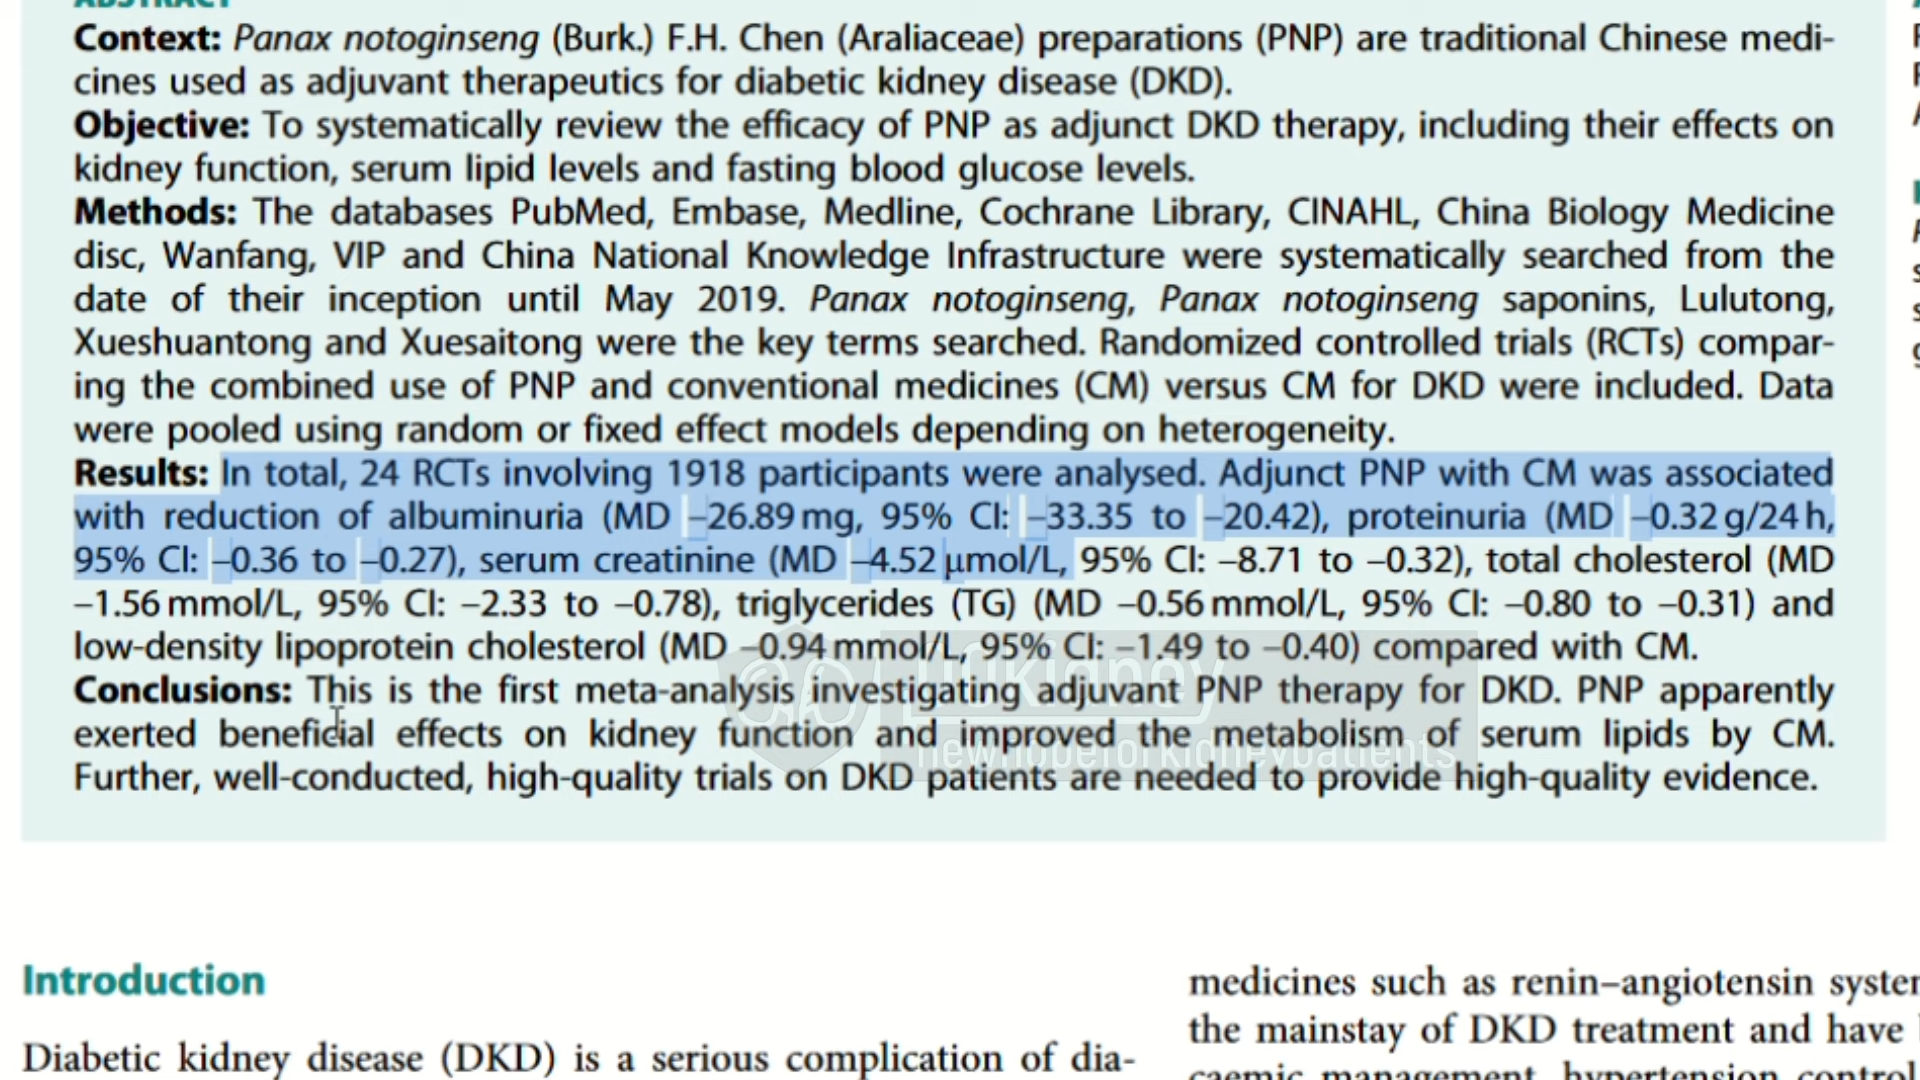 ABSTRACT
Context: Panax notoginseng (Burk.) F.H. Chen (Araliaceae) preparations (PNP) are traditional Chinese medi-
cines used as adjuvant therapeutics for diabetic kidney disease (DKD).
Objective: To systematically review the efficacy of PNP as adjunct DKD therapy, including their effects on
kidney function, serum lipid levels and fasting blood glucose levels.
Methods: The databases PubMed, Embase, Medline, Cochrane Library, CINAHL, China Biology Medicine
disc, Wanfang, VIP and China National Knowledge Infrastructure were systematically searched from the
date of their inception until May 2019. Panax notoginseng, Panax notoginseng saponins, Lulutong,
Xueshuantong and Xuesaitong were the key terms searched. Randomized controlled trials (RCTs) compar-
ing the combined use of PNP and conventional medicines (CM) versus CM for DKD were included. Data
were pooled using random or fixed effect models depending on heterogeneity.
Results: In total, 24 RCTs involving 1918 participants were analysed. Adjunct PNP with CM was associated
with reduction of albuminuria (MD −26.89 mg, 95% CI: −33.35 to −20.42), proteinuria (MD −0.32 g/24 h,
95% CI: −0.36 to −0.27), serum creatinine (MD −4.52 μmol/L, 95% CI: −8.71 to −0.32), total cholesterol (MD
−1.56 mmol/L, 95% CI: −2.33 to −0.78), triglycerides (TG) (MD −0.56 mmol/L, 95% CI: −0.80 to −0.31) and
low-density lipoprotein cholesterol (MD −0.94 mmol/L, 95% CI: −1.49 to −0.40) compared with CM.
Conclusions: This is the first meta-analysis investigating adjuvant PNP therapy for DKD. PNP apparently
exerted beneficial effects on kidney function and improved the metabolism of serum lipids by CM.
Further, well-conducted, high-quality trials on DKD patients are needed to provide high-quality evidence.
newhopeforkidneypatients
Introduction
Diabetic kidney disease (DKD) is a serious complication of dia-
medicines such as renin–angiotensin
the mainstay of DKD treatment and have
caemic management, hypertension